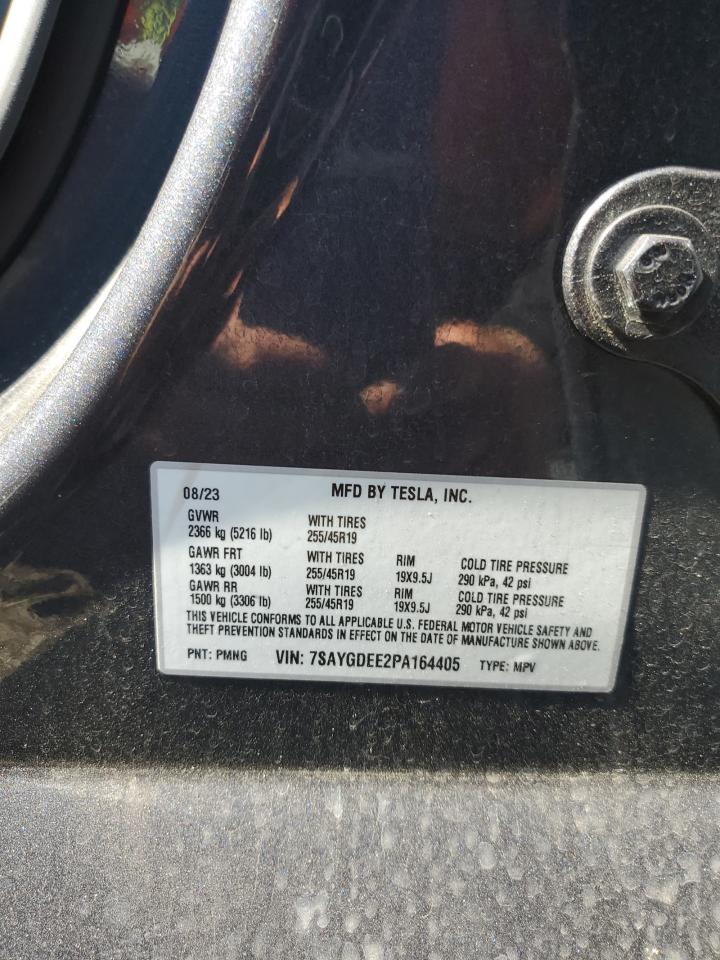 08/23 MFD BY TESLA, INC.
GVWR WITH TIRES
2366 kg (5216 lb) 255/45R19
GAWR FRT WITH TIRES RIM COLD TIRE PRESSURE
1363 kg (3004 lb) 255/45R19 19X9.5J 290 kPa, 42 psi
GAWR RR WITH TIRES RIM COLD TIRE PRESSURE
1500 kg (3306 lb) 255/45R19 19X9.5J 290 kPa, 42 psi
THIS VEHICLE CONFORMS TO ALL APPLICABLE U.S. FEDERAL MOTOR VEHICLE SAFETY AND
THEFT PREVENTION STANDARDS IN EFFECT ON THE DATE OF MANUFACTURE SHOWN ABOVE.
PNT: PMNG VIN: 7SAYGDEE2PA164405 TYPE: MPV